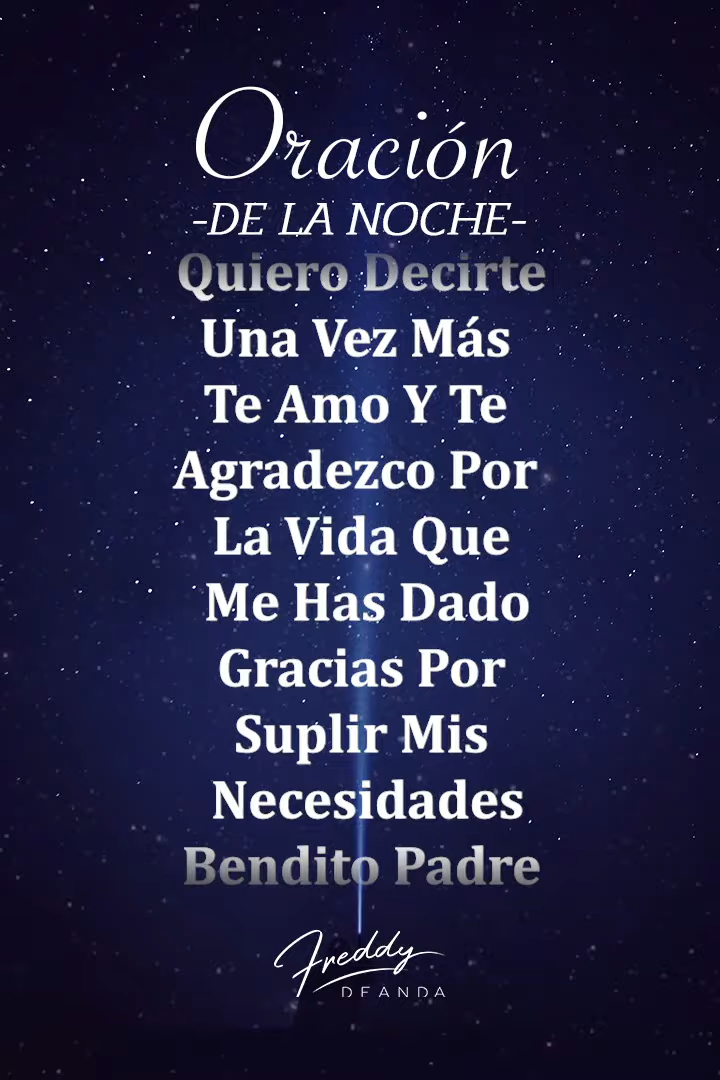 Oración
-DE LA NOCHE-
Quiero Decirte
Una Vez Más
Te Amo Y Te
Agradezco Por
La Vida Que
Me Has Dado
Gracias Por
Suplir Mis
Necesidades
Bendito Padre
Freddy
DEANDA